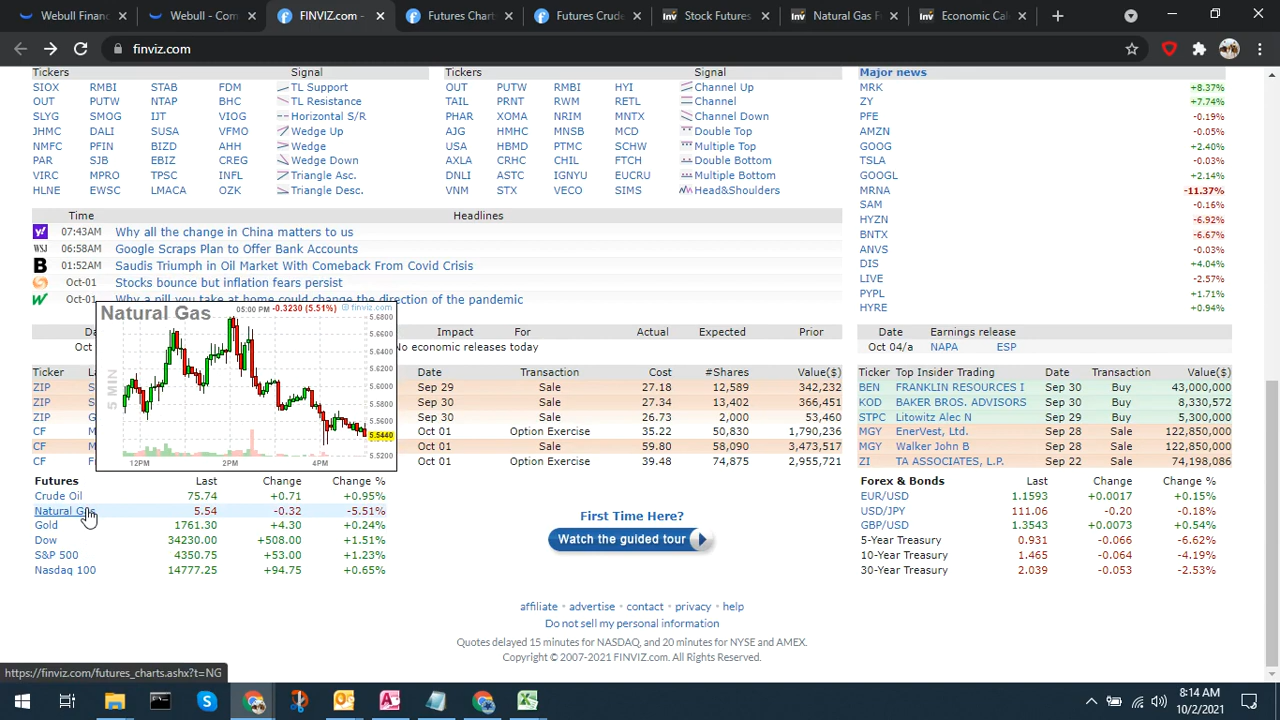 Webull Financ
Webull - Com
FINVIZ.com -
Futures Chart
Futures Crude
Stock Futures
Natural Gas F
Economic Cal
finviz.com
Tickers Signal Tickers Signal Major news
SIOX RMBI STAB FDM TL Support OUT PUTW RMBI HYI Channel Up MRK +8.37%
OUT PUTW NTAP BHC TL Resistance TAIL PRNT RWM RETL Channel ZY +7.74%
SLYG SMOG IJT VIOG Horizontal S/R PHAR XOMA NRIM MNTX Channel Down PFE -0.19%
JHMC DALI SUSA VFMO Wedge Up AJG HMHC MNSB MCD Double Top AMZN -0.05%
NMFC PFIN BIZD AHH Wedge USA HBMD PTMC SCHW Multiple Top GOOG +2.40%
PAR SJB EBIZ CREG Wedge Down AXLA CRHC CHIL FTCH Double Bottom TSLA -0.03%
VIRC MPRO TPSC INFL Triangle Asc. DNLI ASTC IGNYU EUCRU Multiple Bottom GOOGL +2.14%
HLNE EWSC LMACA OZK Triangle Desc. VNM STX VECO SIMS Head&Shoulders MRNA -11.37%
SAM -0.16%
Time Headlines HYZN -6.92%
07:43AM Why all the change in China matters to us BNTX -6.67%
WSJ 06:58AM Google Scraps Plan to Offer Bank Accounts ANVS -0.03%
B 01:52AM Saudis Triumph in Oil Market With Comeback From Covid Crisis DIS +4.04%
Oct-01 Stocks bounce but inflation fears persist LIVE -2.57%
Oct-01 Why a pill you take at home could change the direction of the pandemic PYPL +1.71%
HYRE +0.94%
Natural Gas 05:00 PM -0.3230 (5.51%) © finviz.com
5.6800
5.6400
5.6000
5.5600
5.5440
5.5200
5 MIN
12PM 2PM 4PM
Da Impact For Actual Expected Prior Date Earnings release
Oct No economic releases today Oct 04/a NAPA ESP
Ticker L Date Transaction Cost #Shares Value($) Ticker Top Insider Trading Date Transaction Value($)
ZIP S Sep 29 Sale 27.18 12,589 342,232 BEN FRANKLIN RESOURCES I Sep 30 Buy 43,000,000
ZIP S Sep 30 Sale 27.34 13,402 366,451 KOD BAKER BROS. ADVISORS Sep 30 Buy 8,330,572
ZIP G Sep 30 Sale 26.73 2,000 53,460 STPC Litowitz Alec N Sep 29 Buy 5,300,000
CF M Oct 01 Option Exercise 35.22 50,830 1,790,236 MGY EnerVest, Ltd. Sep 28 Sale 122,850,000
CF M Oct 01 Sale 59.80 58,090 3,473,517 MGY Walker John B Sep 28 Sale 122,850,000
CF Oct 01 Option Exercise 39.48 74,875 2,955,721 ZI TA ASSOCIATES, L.P. Sep 22 Sale 74,198,086
Futures Last Change Change % Forex & Bonds Last Change Change %
Crude Oil 75.74 +0.71 +0.95% EUR/USD 1.1593 +0.0017 +0.15%
Natural Gas 5.54 -0.32 -5.51% USD/JPY 111.06 -0.20 -0.18%
Gold 1761.30 +4.30 +0.24% GBP/USD 1.3543 +0.0073 +0.54%
Dow 34230.00 +508.00 +1.51% 5-Year Treasury 0.931 -0.066 -6.62%
S&P 500 4350.75 +53.00 +1.23% 10-Year Treasury 1.465 -0.064 -4.19%
Nasdaq 100 14777.25 +94.75 +0.65% 30-Year Treasury 2.039 -0.053 -2.53%
First Time Here?
Watch the guided tour
affiliate • advertise • contact • privacy • help
Do not sell my personal information
Quotes delayed 15 minutes for NASDAQ, and 20 minutes for NYSE and AMEX.
Copyright © 2007-2021 FINVIZ.com. All Rights Reserved.
https://finviz.com/futures_charts.ashx?t=NG
8:14 AM
10/2/2021